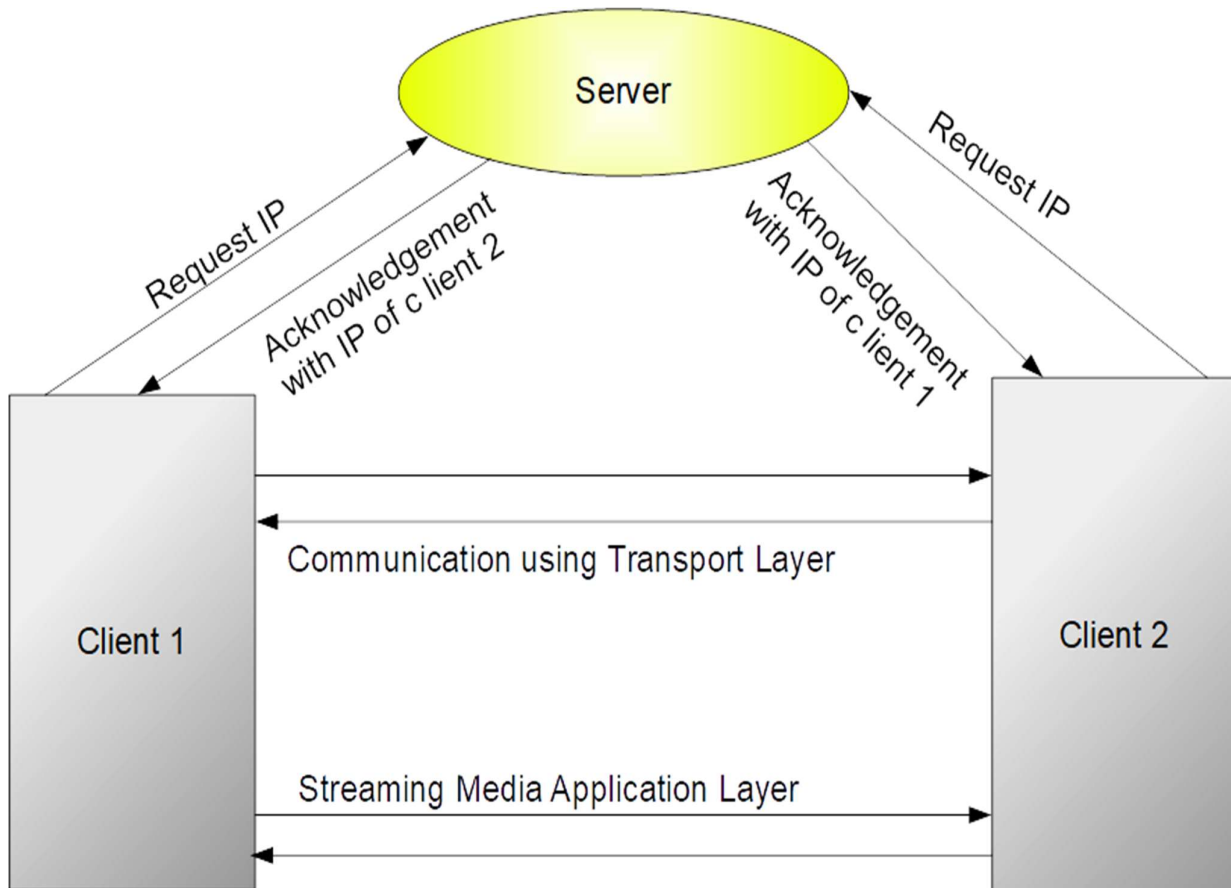 Server
Request IP
Acknowledgement
with IP of c lient 2
Acknowledgement
with IP of c lient 1
Request IP
Communication using Transport Layer
Client 1
Client 2
Streaming Media Application Layer